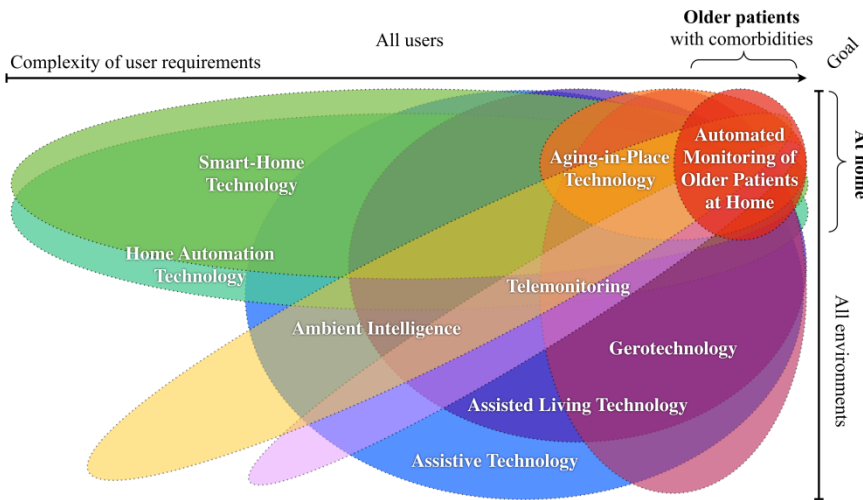 Older patients
with comorbidities
All users
Goal
Complexity of user requirements
At home
Smart-Home
Technology
Aging-in-Place
Technology
Automated
Monitoring of
Older Patients
at Home
Home Automation
Technology
Telemonitoring
Ambient Intelligence
All environments
Gerotechnology
Assisted Living Technology
Assistive Technology